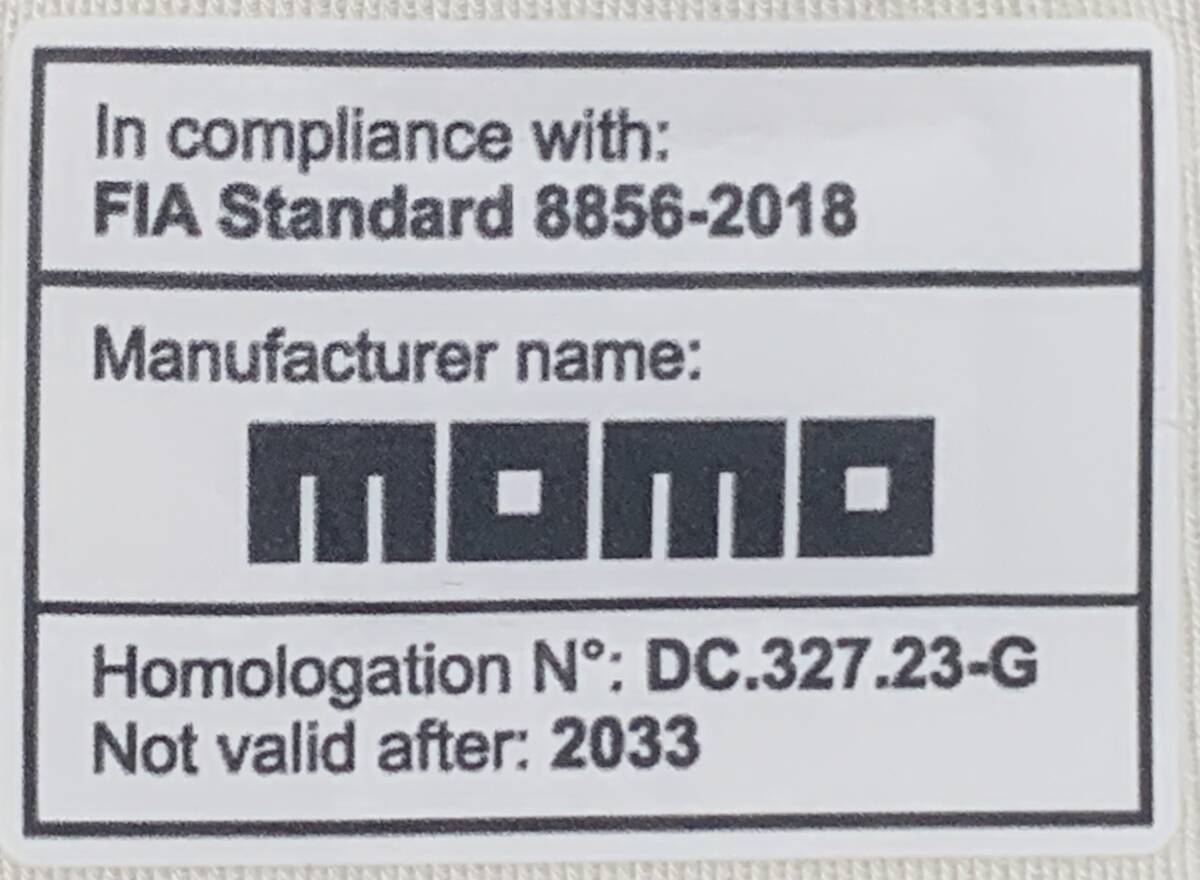 In compliance with:
FIA Standard 8856-2018
Manufacturer name:
momo
Homologation N°: DC.327.23-G
Not valid after: 2033